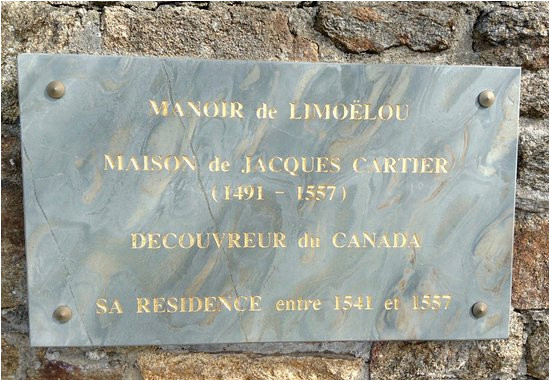 MANOIR de LIMOËLOU
MAISON de JACQUES CARTIER
(1491 - 1557)
DECOUVREUR du CANADA
SA RESIDENCE entre 1541 et 1557